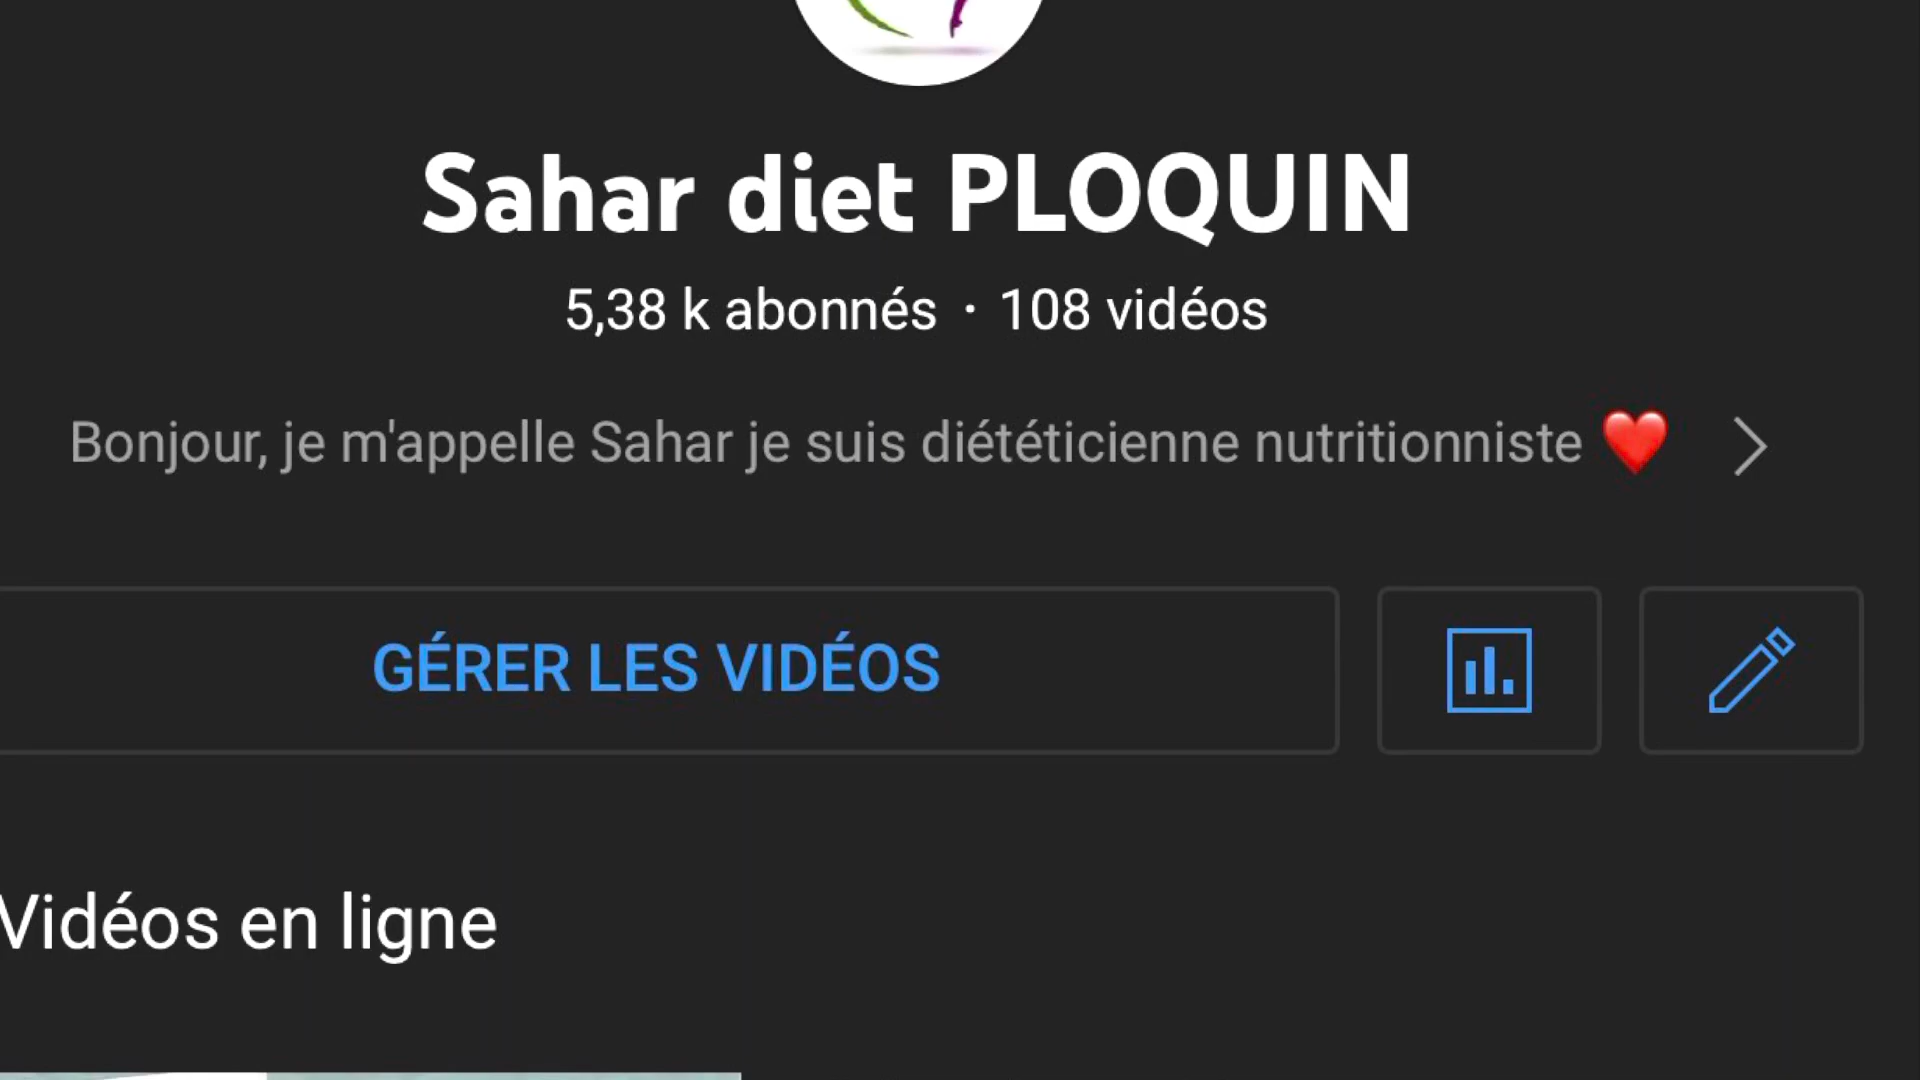 Sahar diet PLOQUIN
5,38 k abonnés · 108 vidéos
Bonjour, je m'appelle Sahar je suis diététicienne nutritionniste ❤️
GÉRER LES VIDÉOS
Vidéos en ligne